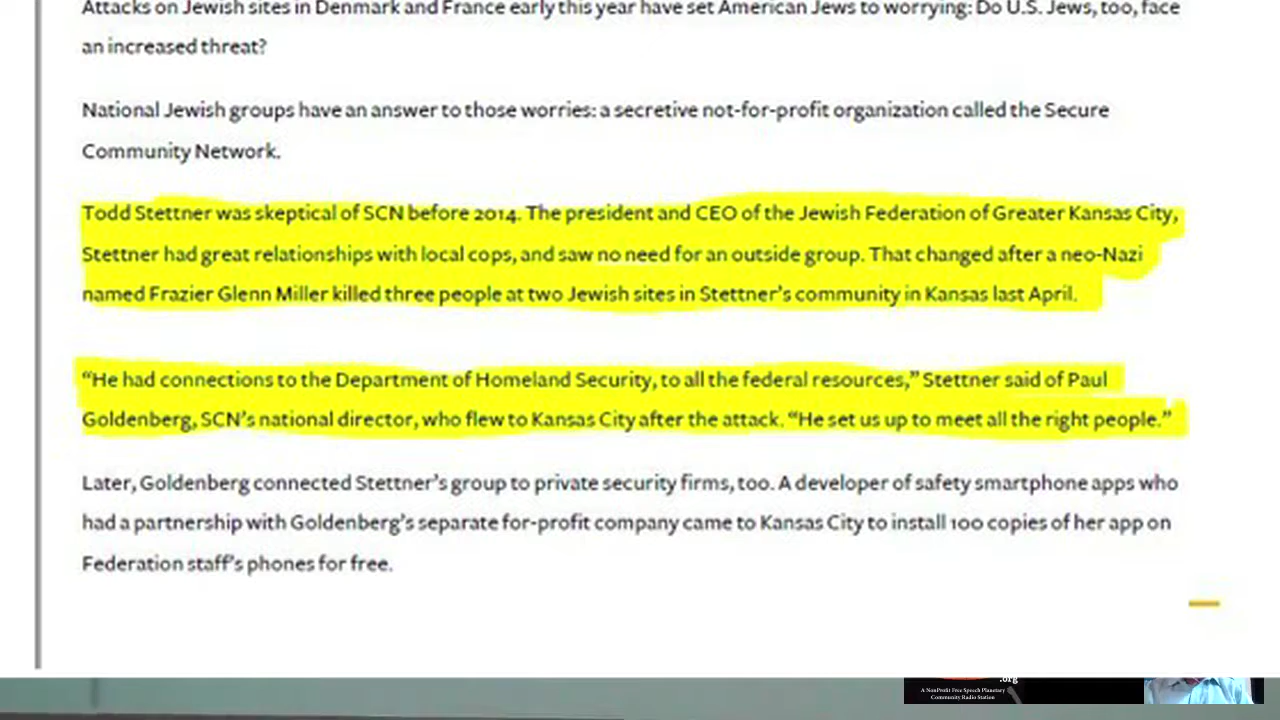 Attacks on Jewish sites in Denmark and France early this year have set American Jews to worrying: Do U.S. Jews, too, face
an increased threat?
National Jewish groups have an answer to those worries: a secretive not-for-profit organization called the Secure
Community Network.
Todd Stettner was skeptical of SCN before 2014. The president and CEO of the Jewish Federation of Greater Kansas City,
Stettner had great relationships with local cops, and saw no need for an outside group. That changed after a neo-Nazi
named Frazier Glenn Miller killed three people at two Jewish sites in Stettner’s community in Kansas last April.
“He had connections to the Department of Homeland Security, to all the federal resources,” Stettner said of Paul
Goldenberg, SCN’s national director, who flew to Kansas City after the attack. “He set us up to meet all the right people.”
Later, Goldenberg connected Stettner’s group to private security firms, too. A developer of safety smartphone apps who
had a partnership with Goldenberg’s separate for-profit company came to Kansas City to install 100 copies of her app on
Federation staff’s phones for free.
.org
A NonProfit Free Speech Planetary
Community Radio Station